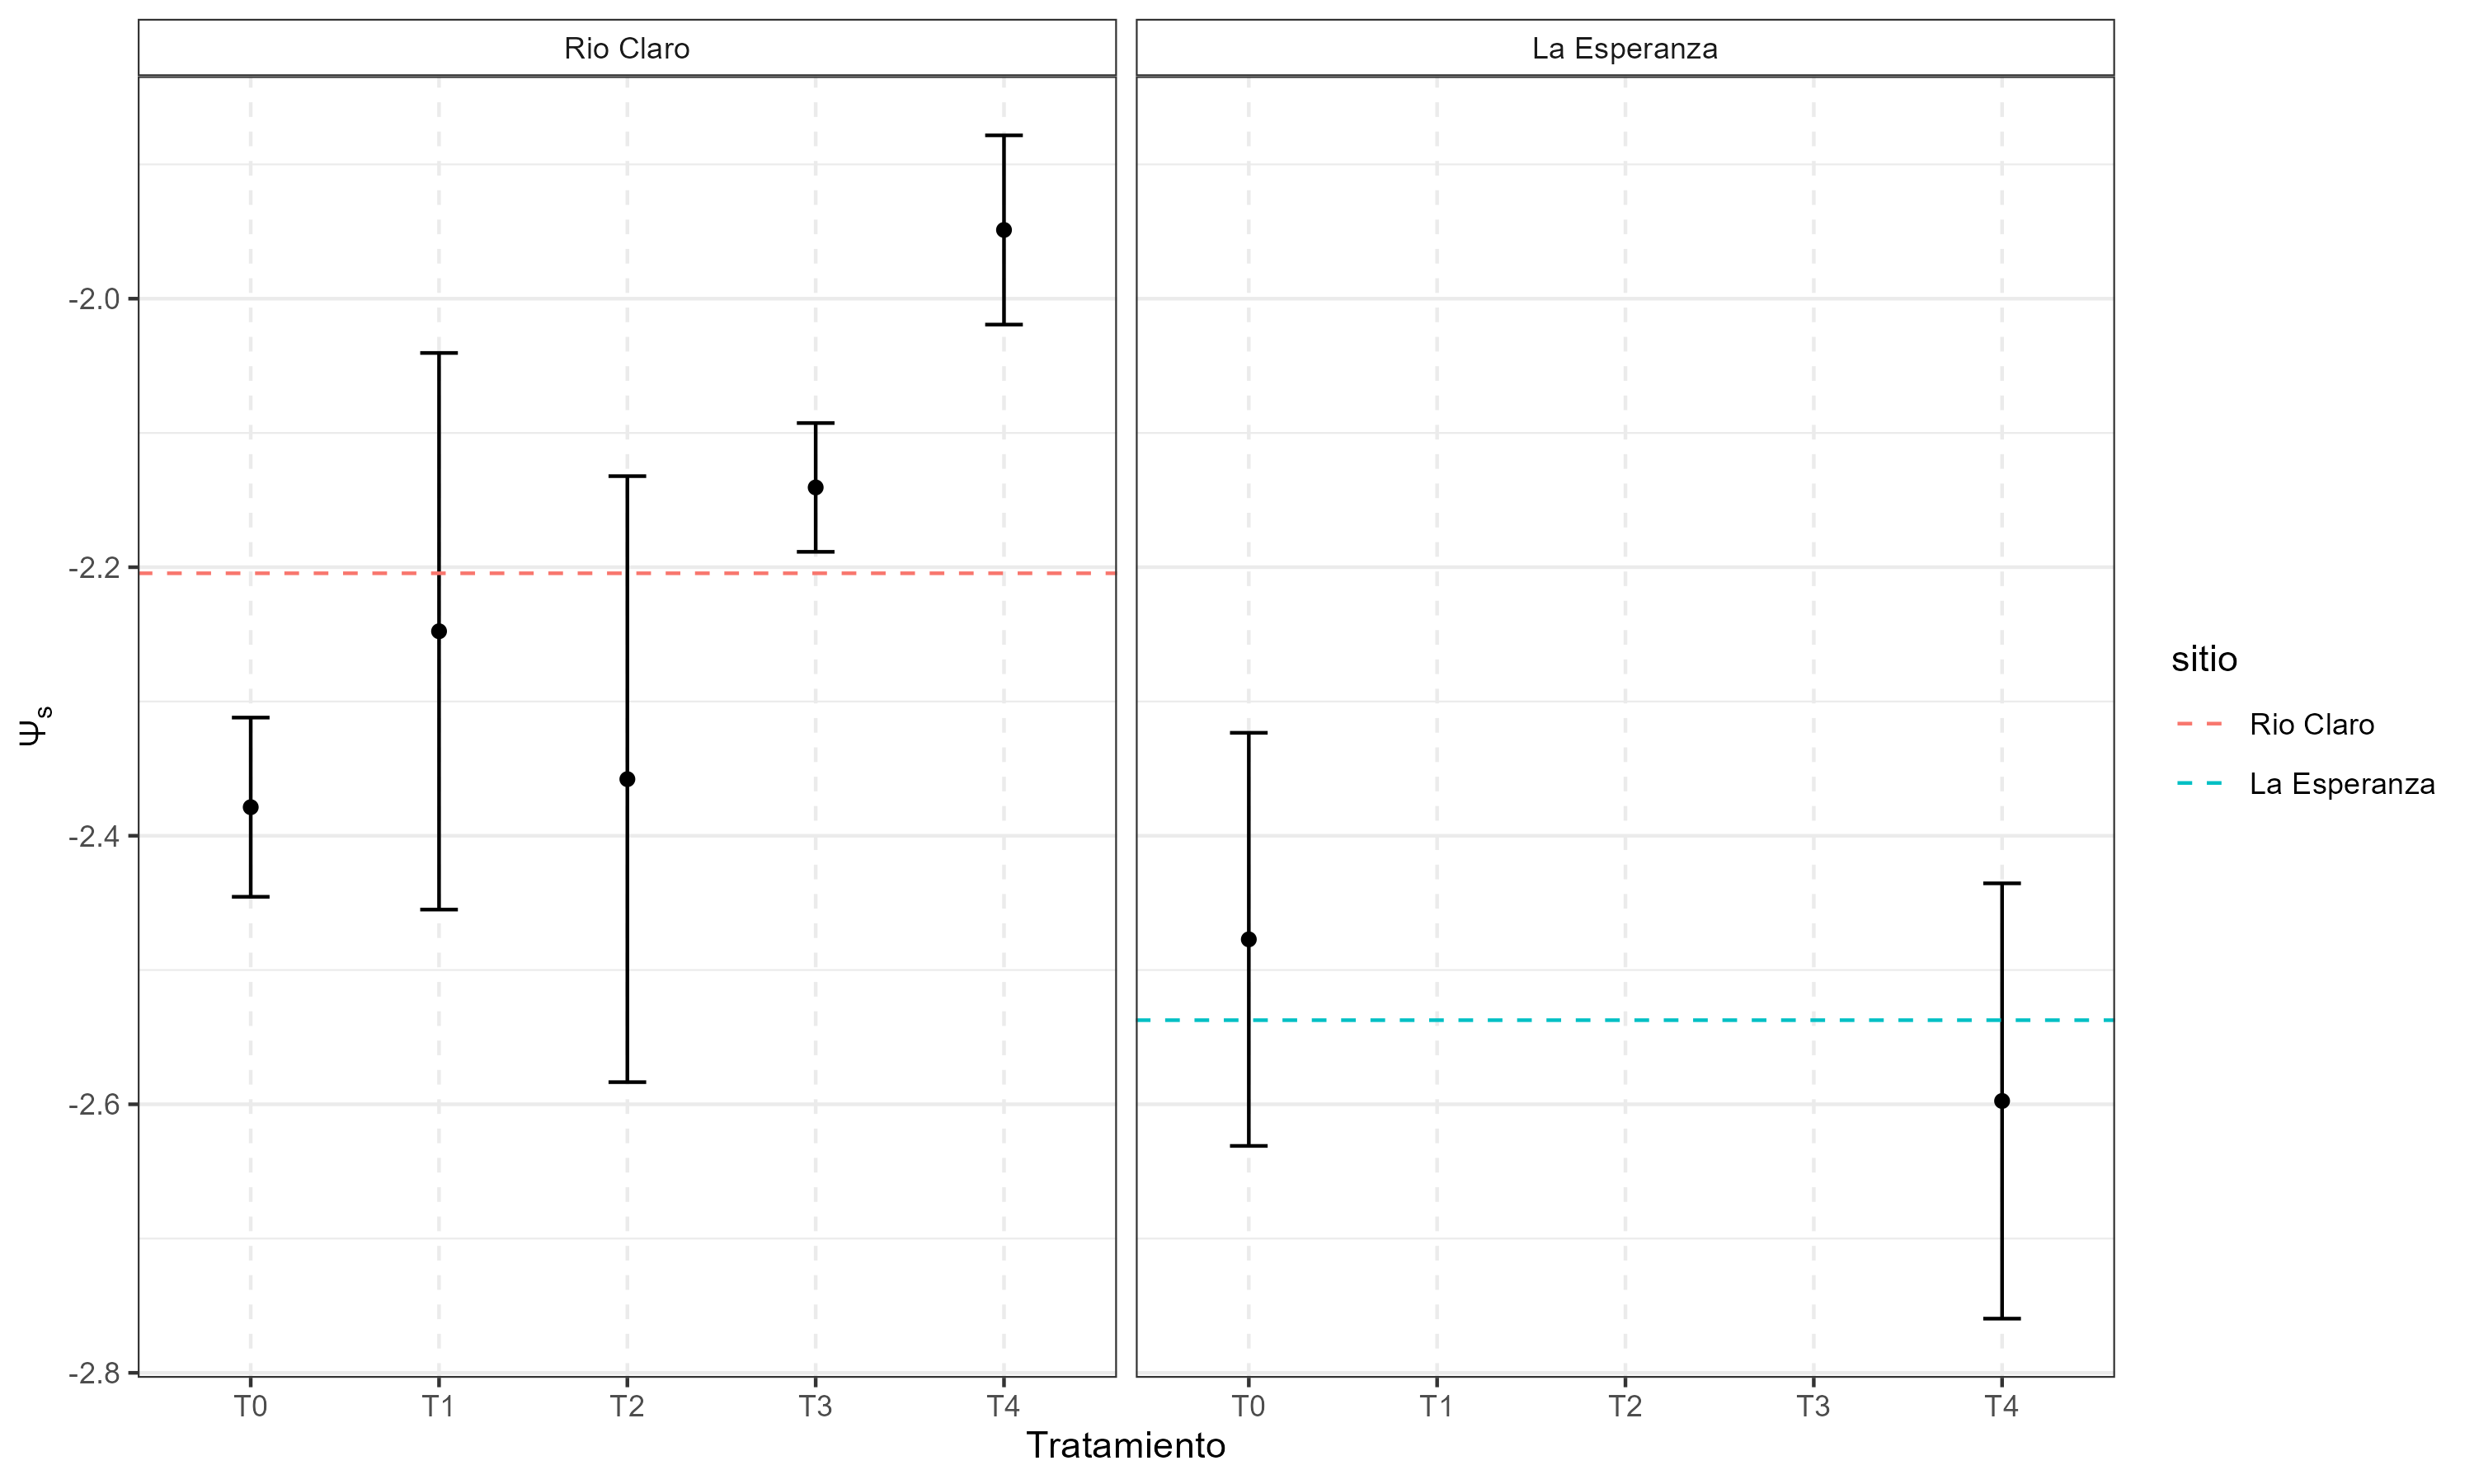 Rio Claro
La Esperanza
-2.0
-2.2
-2.4
-2.6
-2.8
Ψs
T0 T1 T2 T3 T4
T0 T1 T2 T3 T4
Tratamiento
sitio
Rio Claro
La Esperanza